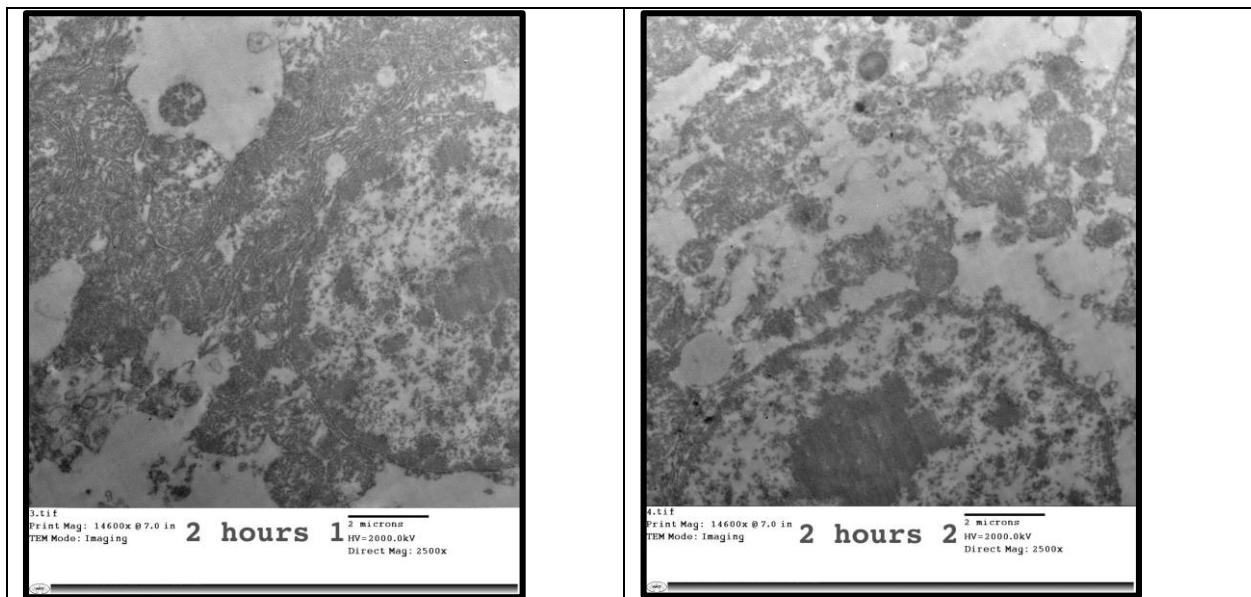 3.tif
Print Mag: 14600x @ 7.0 in
TEM Mode: Imaging
2 hours 1
2 microns
HV=2000.0kV
Direct Mag: 2500x
4.tif
Print Mag: 14600x @ 7.0 in
TEM Mode: Imaging
2 hours 2
2 microns
HV=2000.0kV
Direct Mag: 2500x